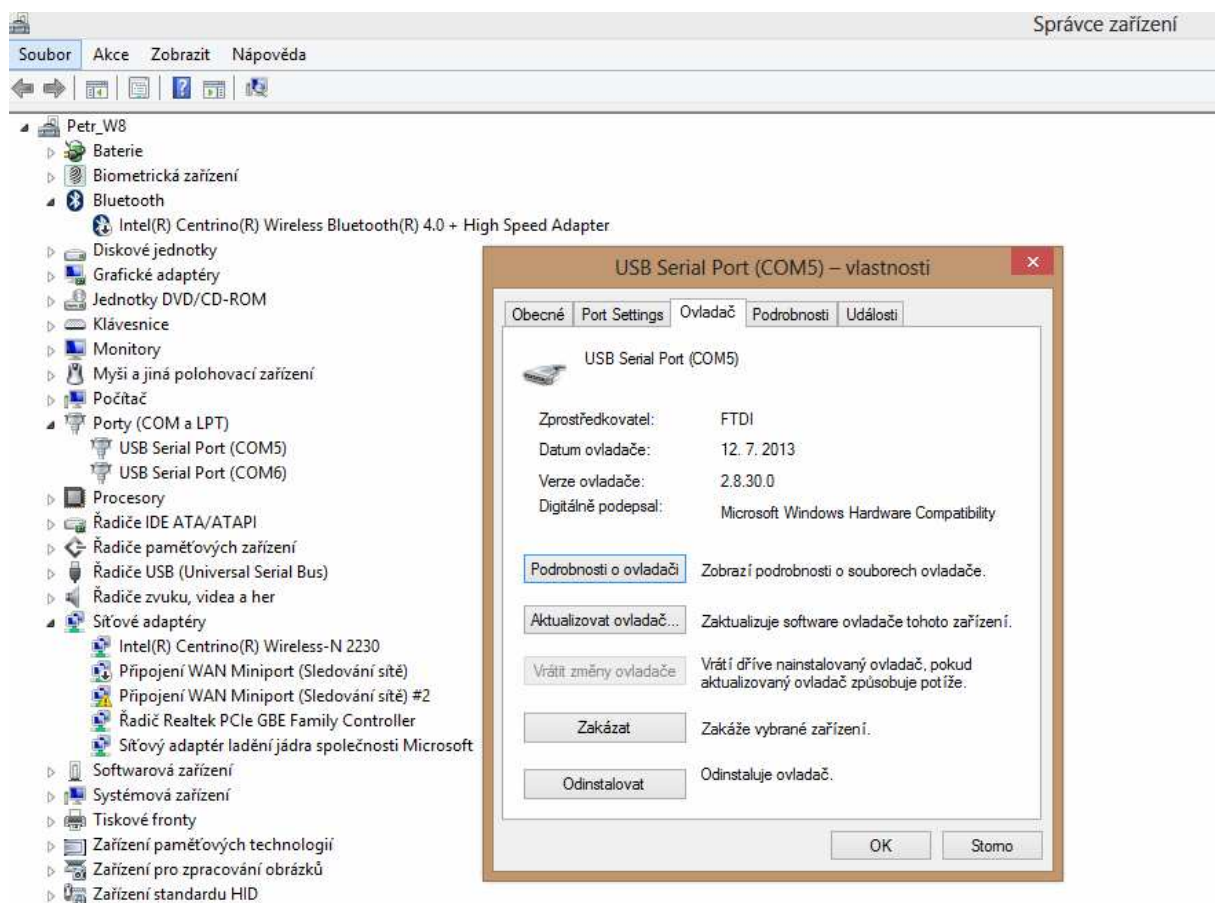 Správce zařízení
Soubor Akce Zobrazit Nápověda
Petr_W8
Baterie
Biometrická zařízení
Bluetooth
Intel(R) Centrino(R) Wireless Bluetooth(R) 4.0 + High Speed Adapter
Diskové jednotky
Grafické adaptéry
Jednotky DVD/CD-ROM
Klávesnice
Monitory
Myši a jiná polohovací zařízení
Počítač
Porty (COM a LPT)
USB Serial Port (COM5)
USB Serial Port (COM6)
Procesory
Řadiče IDE ATA/ATAPI
Řadiče paměťových zařízení
Řadiče USB (Universal Serial Bus)
Řadiče zvuku, videa a her
Síťové adaptéry
Intel(R) Centrino(R) Wireless-N 2230
Připojení WAN Miniport (Sledování sítě)
Připojení WAN Miniport (Sledování sítě) #2
Řadič Realtek PCIe GBE Family Controller
Síťový adaptér ladění jádra společnosti Microsoft
Softwarová zařízení
Systémová zařízení
Tiskové fronty
Zařízení paměťových technologií
Zařízení pro zpracování obrázků
Zařízení standardu HID
USB Serial Port (COM5) – vlastnosti
Obecné Port Settings Ovladač Podrobnosti Události
USB Serial Port (COM5)
Zprostředkovatel: FTDI
Datum ovladače: 12. 7. 2013
Verze ovladače: 2.8.30.0
Digitálně podepsal: Microsoft Windows Hardware Compatibility
Podrobnosti o ovladači Zobrazí podrobnosti o souborech ovladače.
Aktualizovat ovladač... Zaktualizuje software ovladače tohoto zařízení.
Vrátit změny ovladače Vrátí dříve nainstalovaný ovladač, pokud
aktualizovaný ovladač způsobuje potíže.
Zakázat Zakáže vybrané zařízení.
Odinstalovat Odinstaluje ovladač.
OK Storno